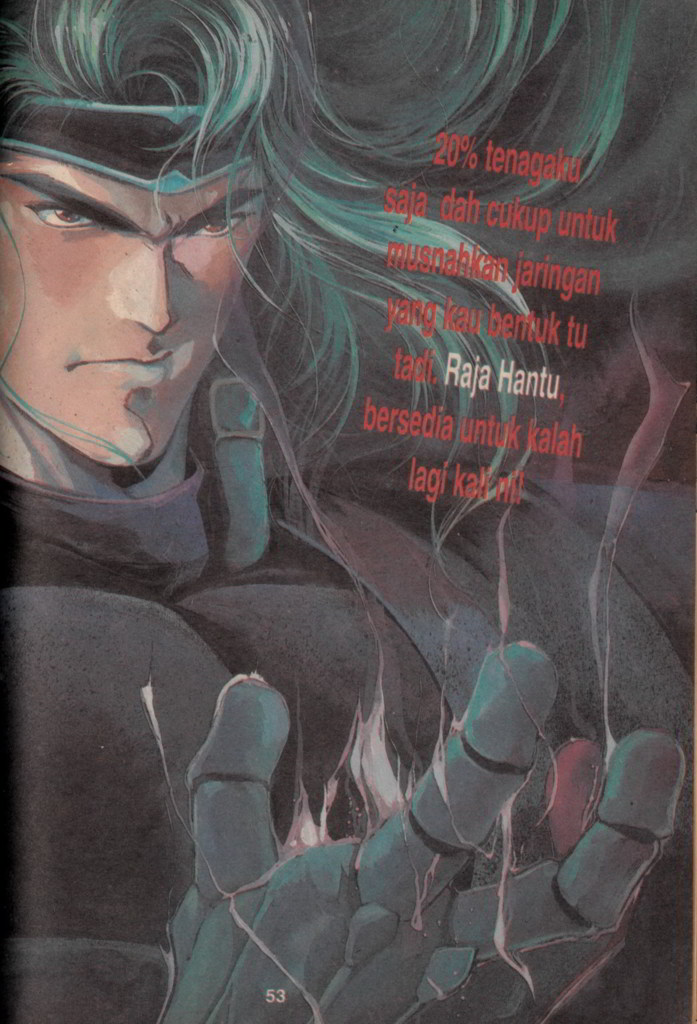 20% tenagaku
saja dah cukup untuk
musnahkan jaringan
yang kau bentuk tu
tadi. Raja Hantu,
bersedia untuk kalah
lagi kali ni!
53